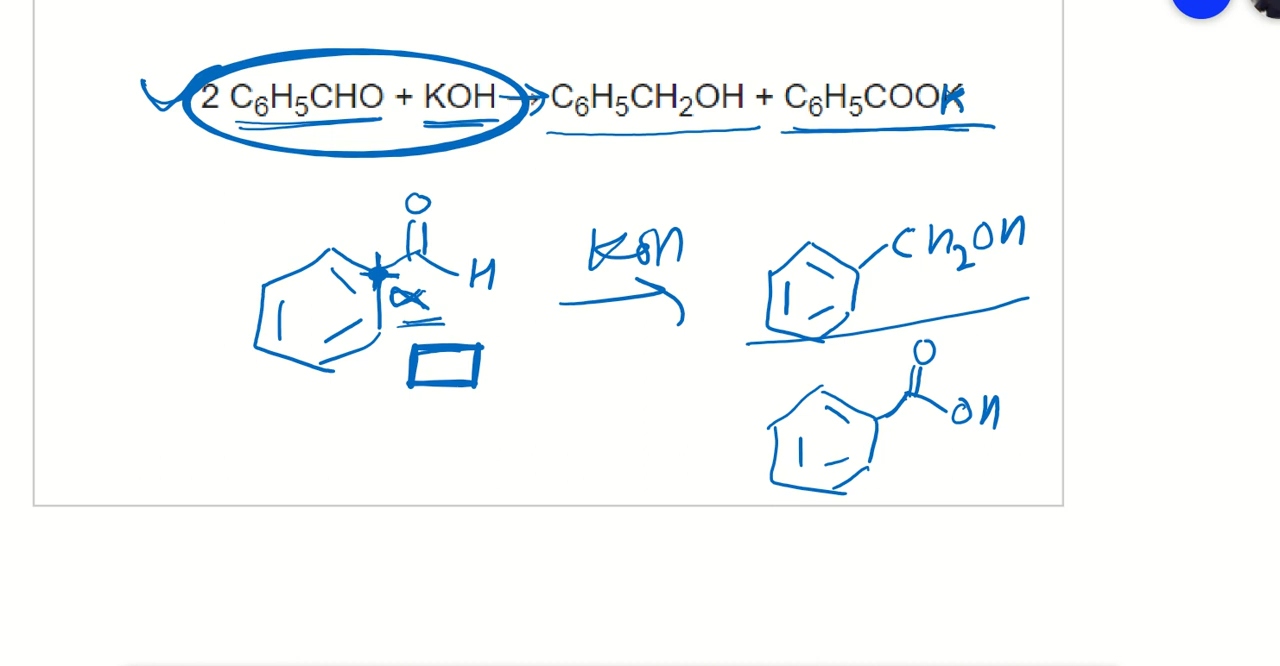 2 C₆H₅CHO + KOH → C₆H₅CH₂OH + C₆H₅COOK
O
H
α
KOH
CH₂OH
O
OH